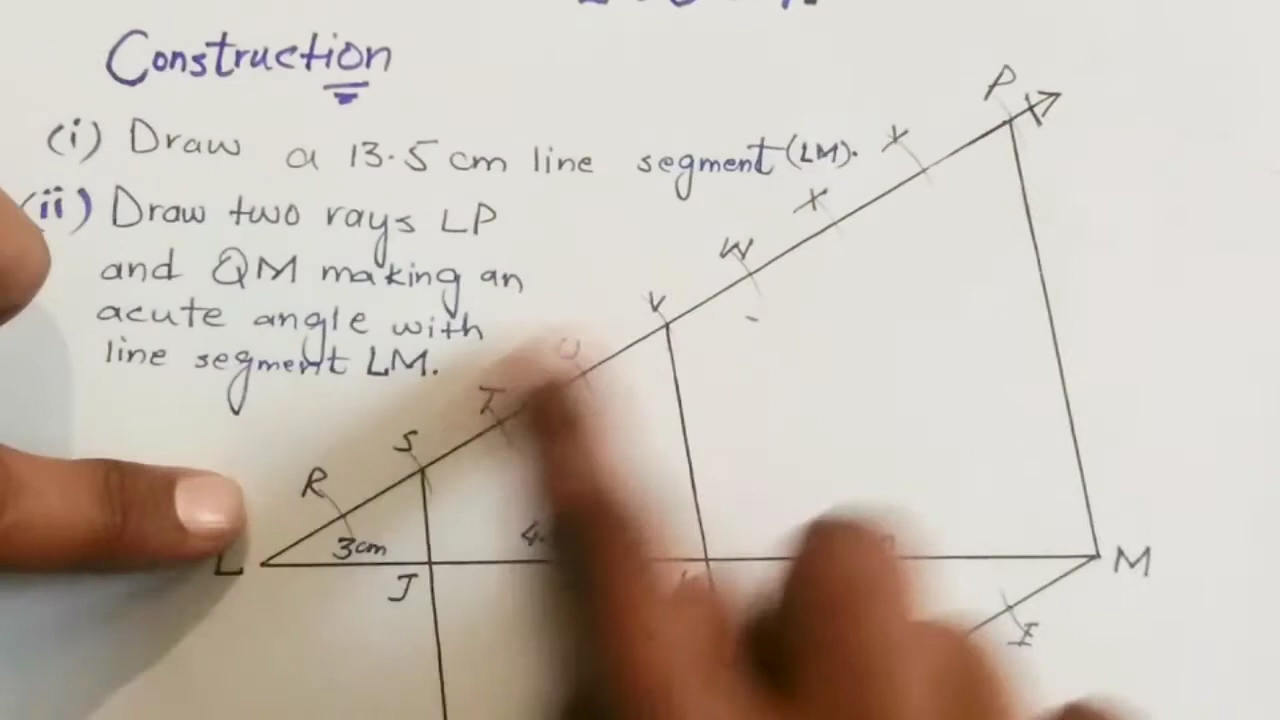 Construction
(i) Draw a 13.5 cm line segment (LM).
(ii) Draw two rays LP
and QM making an
acute angle with
line segment LM.
P
Y
X
W
V
U
T
S
R
3cm
4.
L
J
M
I